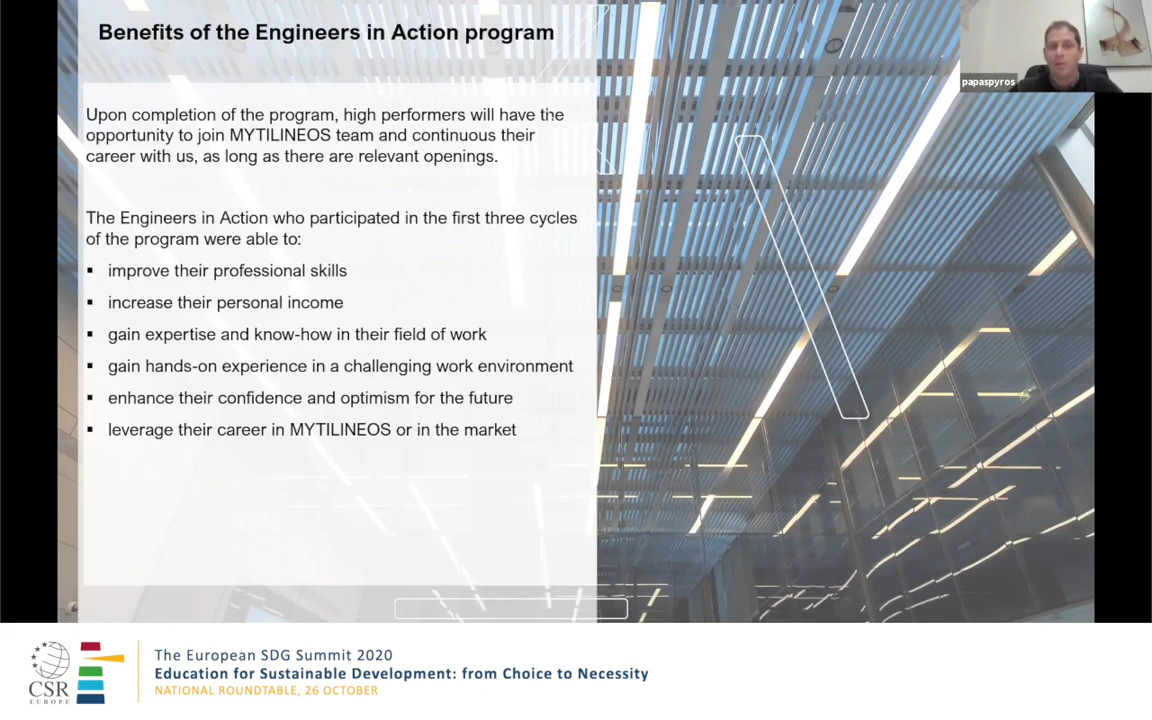 Benefits of the Engineers in Action program
papaspyros
Upon completion of the program, high performers will have the
opportunity to join MYTILINEOS team and continuous their
career with us, as long as there are relevant openings.
The Engineers in Action who participated in the first three cycles
of the program were able to:
▪ improve their professional skills
▪ increase their personal income
▪ gain expertise and know-how in their field of work
▪ gain hands-on experience in a challenging work environment
▪ enhance their confidence and optimism for the future
▪ leverage their career in MYTILINEOS or in the market
CSR
EUROPE
The European SDG Summit 2020
Education for Sustainable Development: from Choice to Necessity
NATIONAL ROUNDTABLE, 26 OCTOBER